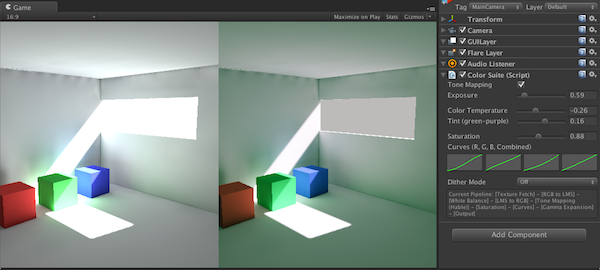 Game
16:9
Maximize on Play Stats Gizmos
Tag MainCamera Layer Default
Transform
Camera
GUILayer
Flare Layer
Audio Listener
Color Suite (Script)
Tone Mapping
Exposure 0.59
Color Temperature -0.26
Tint (green-purple) 0.16
Saturation 0.88
Curves (R, G, B, Combined)
Dither Mode Off
Current Pipeline: [Texture Fetch] - [RGB to LMS] -
[White Balance] - [LMS to RGB] - [Tone Mapping
(Hable)] - [Saturation] - [Curves] - [Gamma Expansion]
- [Output]
Add Component